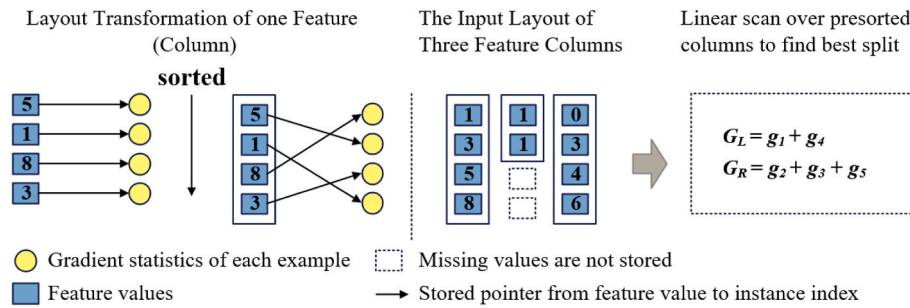 Layout Transformation of one Feature
(Column)
The Input Layout of
Three Feature Columns
Linear scan over presorted
columns to find best split
sorted
5
1
8
3
5
1
8
3
1
3
5
8
1
1
0
3
4
6
G_L = g_1 + g_4
G_R = g_2 + g_3 + g_5
Gradient statistics of each example
Missing values are not stored
Feature values
Stored pointer from feature value to instance index